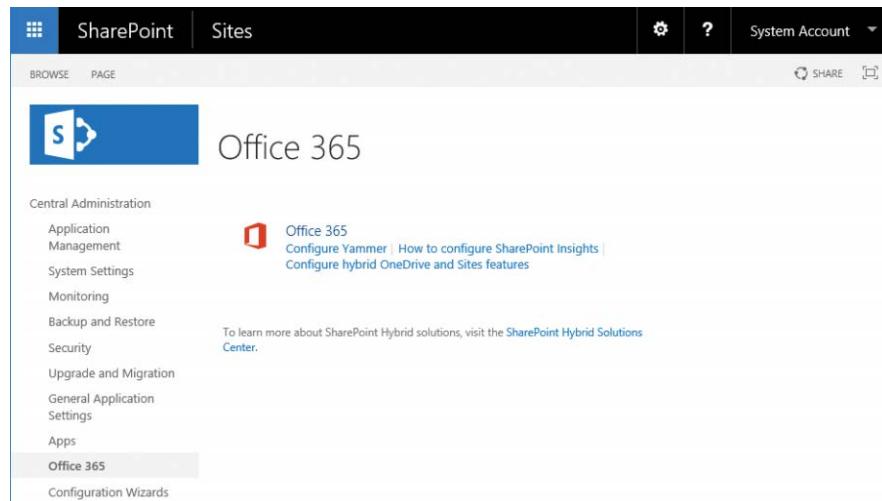 SharePoint Sites ? System Account
BROWSE PAGE SHARE
S
Office 365
Central Administration
Application
Management
System Settings
Monitoring
Backup and Restore
Security
Upgrade and Migration
General Application
Settings
Apps
Office 365
Configuration Wizards
Office 365
Configure Yammer | How to configure SharePoint Insights |
Configure hybrid OneDrive and Sites features
To learn more about SharePoint Hybrid solutions, visit the SharePoint Hybrid Solutions
Center.